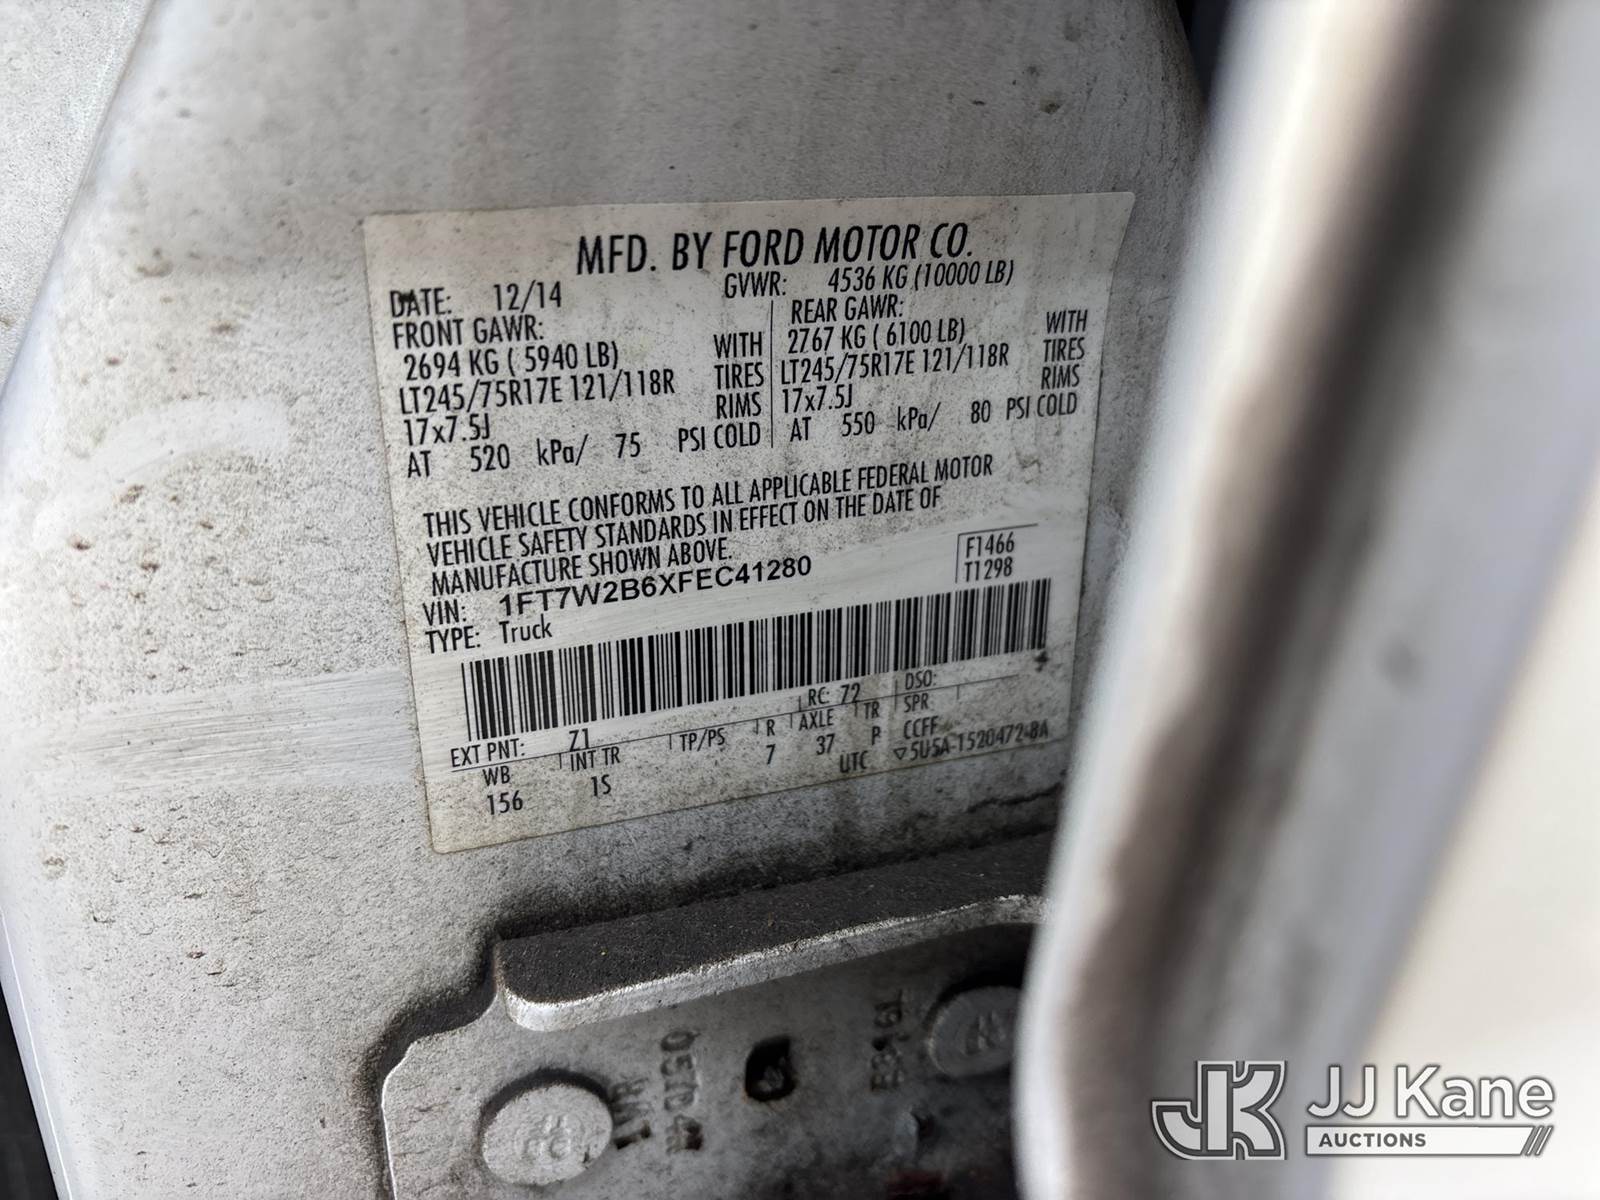 MFD. BY FORD MOTOR CO.
DATE: 12/14 GVWR: 4536 KG (10000 LB)
FRONT GAWR: REAR GAWR:
2694 KG ( 5940 LB) WITH 2767 KG ( 6100 LB) WITH
LT245/75R17E 121/118R TIRES LT245/75R17E 121/118R TIRES
17x7.5J RIMS 17x7.5J RIMS
AT 520 kPa/ 75 PSI COLD AT 550 kPa/ 80 PSI COLD
THIS VEHICLE CONFORMS TO ALL APPLICABLE FEDERAL MOTOR
VEHICLE SAFETY STANDARDS IN EFFECT ON THE DATE OF
MANUFACTURE SHOWN ABOVE.
VIN: 1FT7W2B6XFEC41280 F1466
TYPE: Truck T1298
EXT PNT: Z1 RC: 72 DSO:
WB INT TR TP/PS R AXLE TR SPR
156 1S 7 37 P CCFF
UTC ▽5U5A-1520472-BA
JK JJ Kane
AUCTIONS